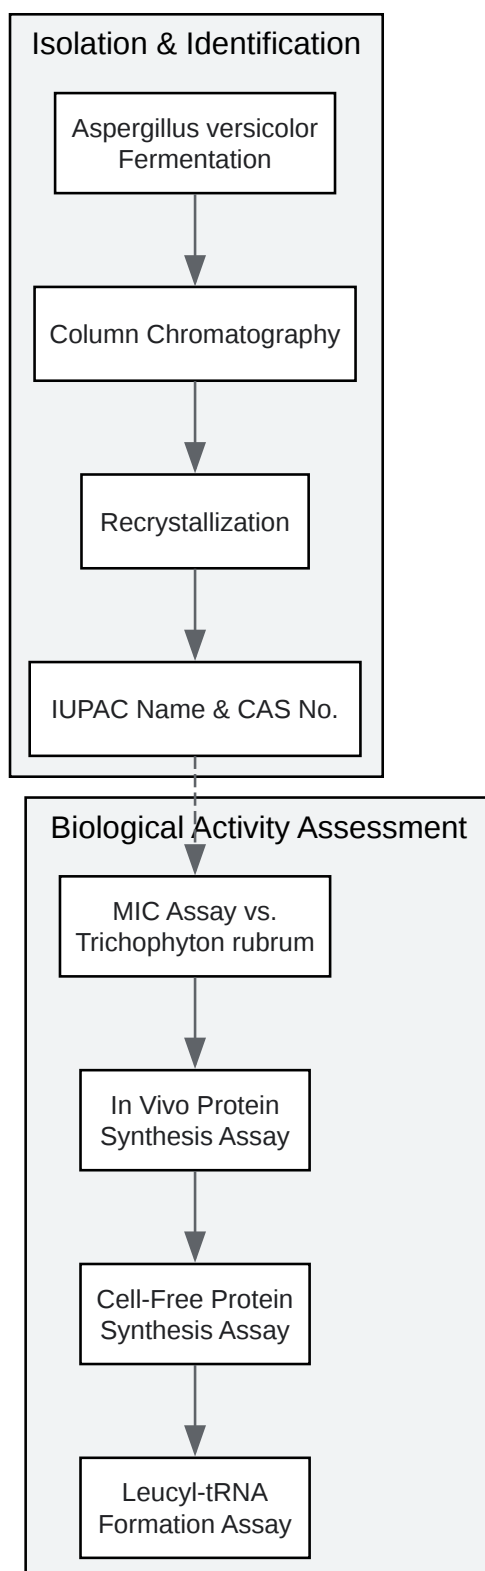 Isolation & Identification
Aspergillus versicolor
Fermentation
Column Chromatography
Recrystallization
IUPAC Name & CAS No.
Biological Activity Assessment
MIC Assay vs.
Trichophyton rubrum
In Vivo Protein
Synthesis Assay
Cell-Free Protein
Synthesis Assay
Leucyl-tRNA
Formation Assay